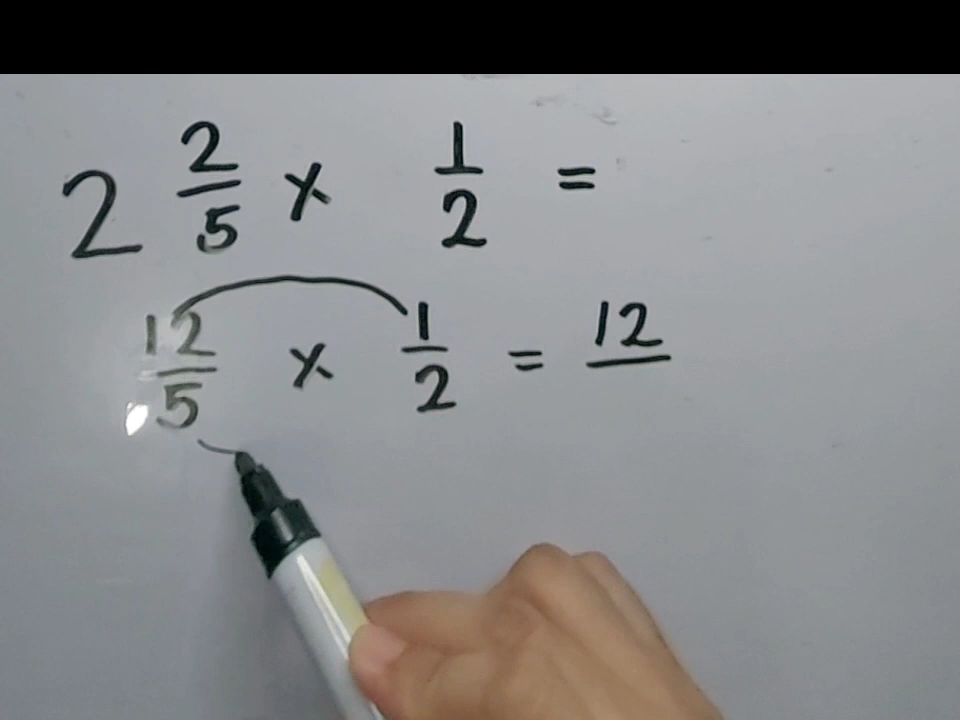 2 2/5 x 1/2 =
12/5 x 1/2 = 12/